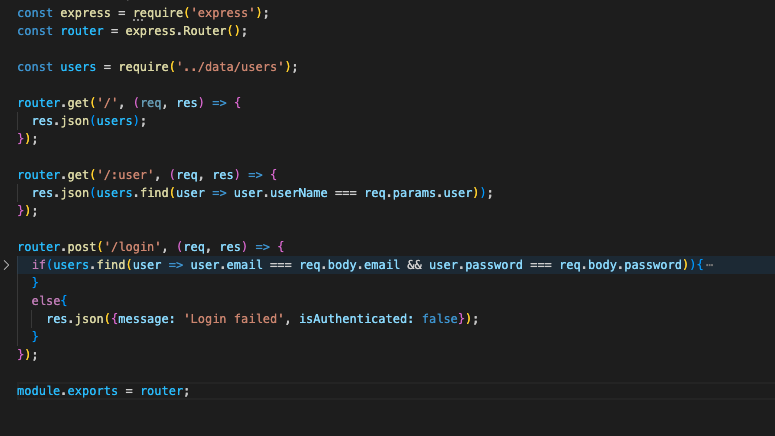 const express = require('express');
const router = express.Router();
const users = require('../data/users');
router.get('/', (req, res) => {
res.json(users);
});
router.get('/:user', (req, res) => {
res.json(users.find(user => user.userName === req.params.user));
});
router.post('/login', (req, res) => {
if(users.find(user => user.email === req.body.email && user.password === req.body.password)){⋯
}
else{
res.json({message: 'Login failed', isAuthenticated: false});
}
});
module.exports = router;